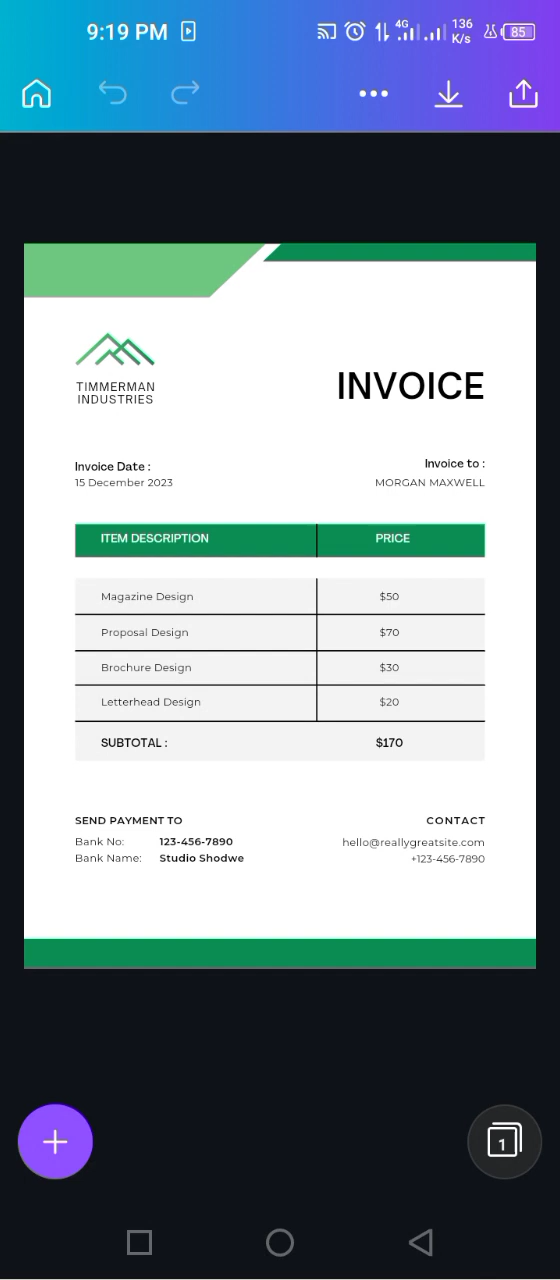 9:19 PM
4G
136
K/s
85
TIMMERMAN
INDUSTRIES
INVOICE
Invoice Date :
15 December 2023
Invoice to :
MORGAN MAXWELL
ITEM DESCRIPTION PRICE
Magazine Design $50
Proposal Design $70
Brochure Design $30
Letterhead Design $20
SUBTOTAL : $170
SEND PAYMENT TO
Bank No: 123-456-7890
Bank Name: Studio Shodwe
CONTACT
hello@reallygreatsite.com
+123-456-7890
1